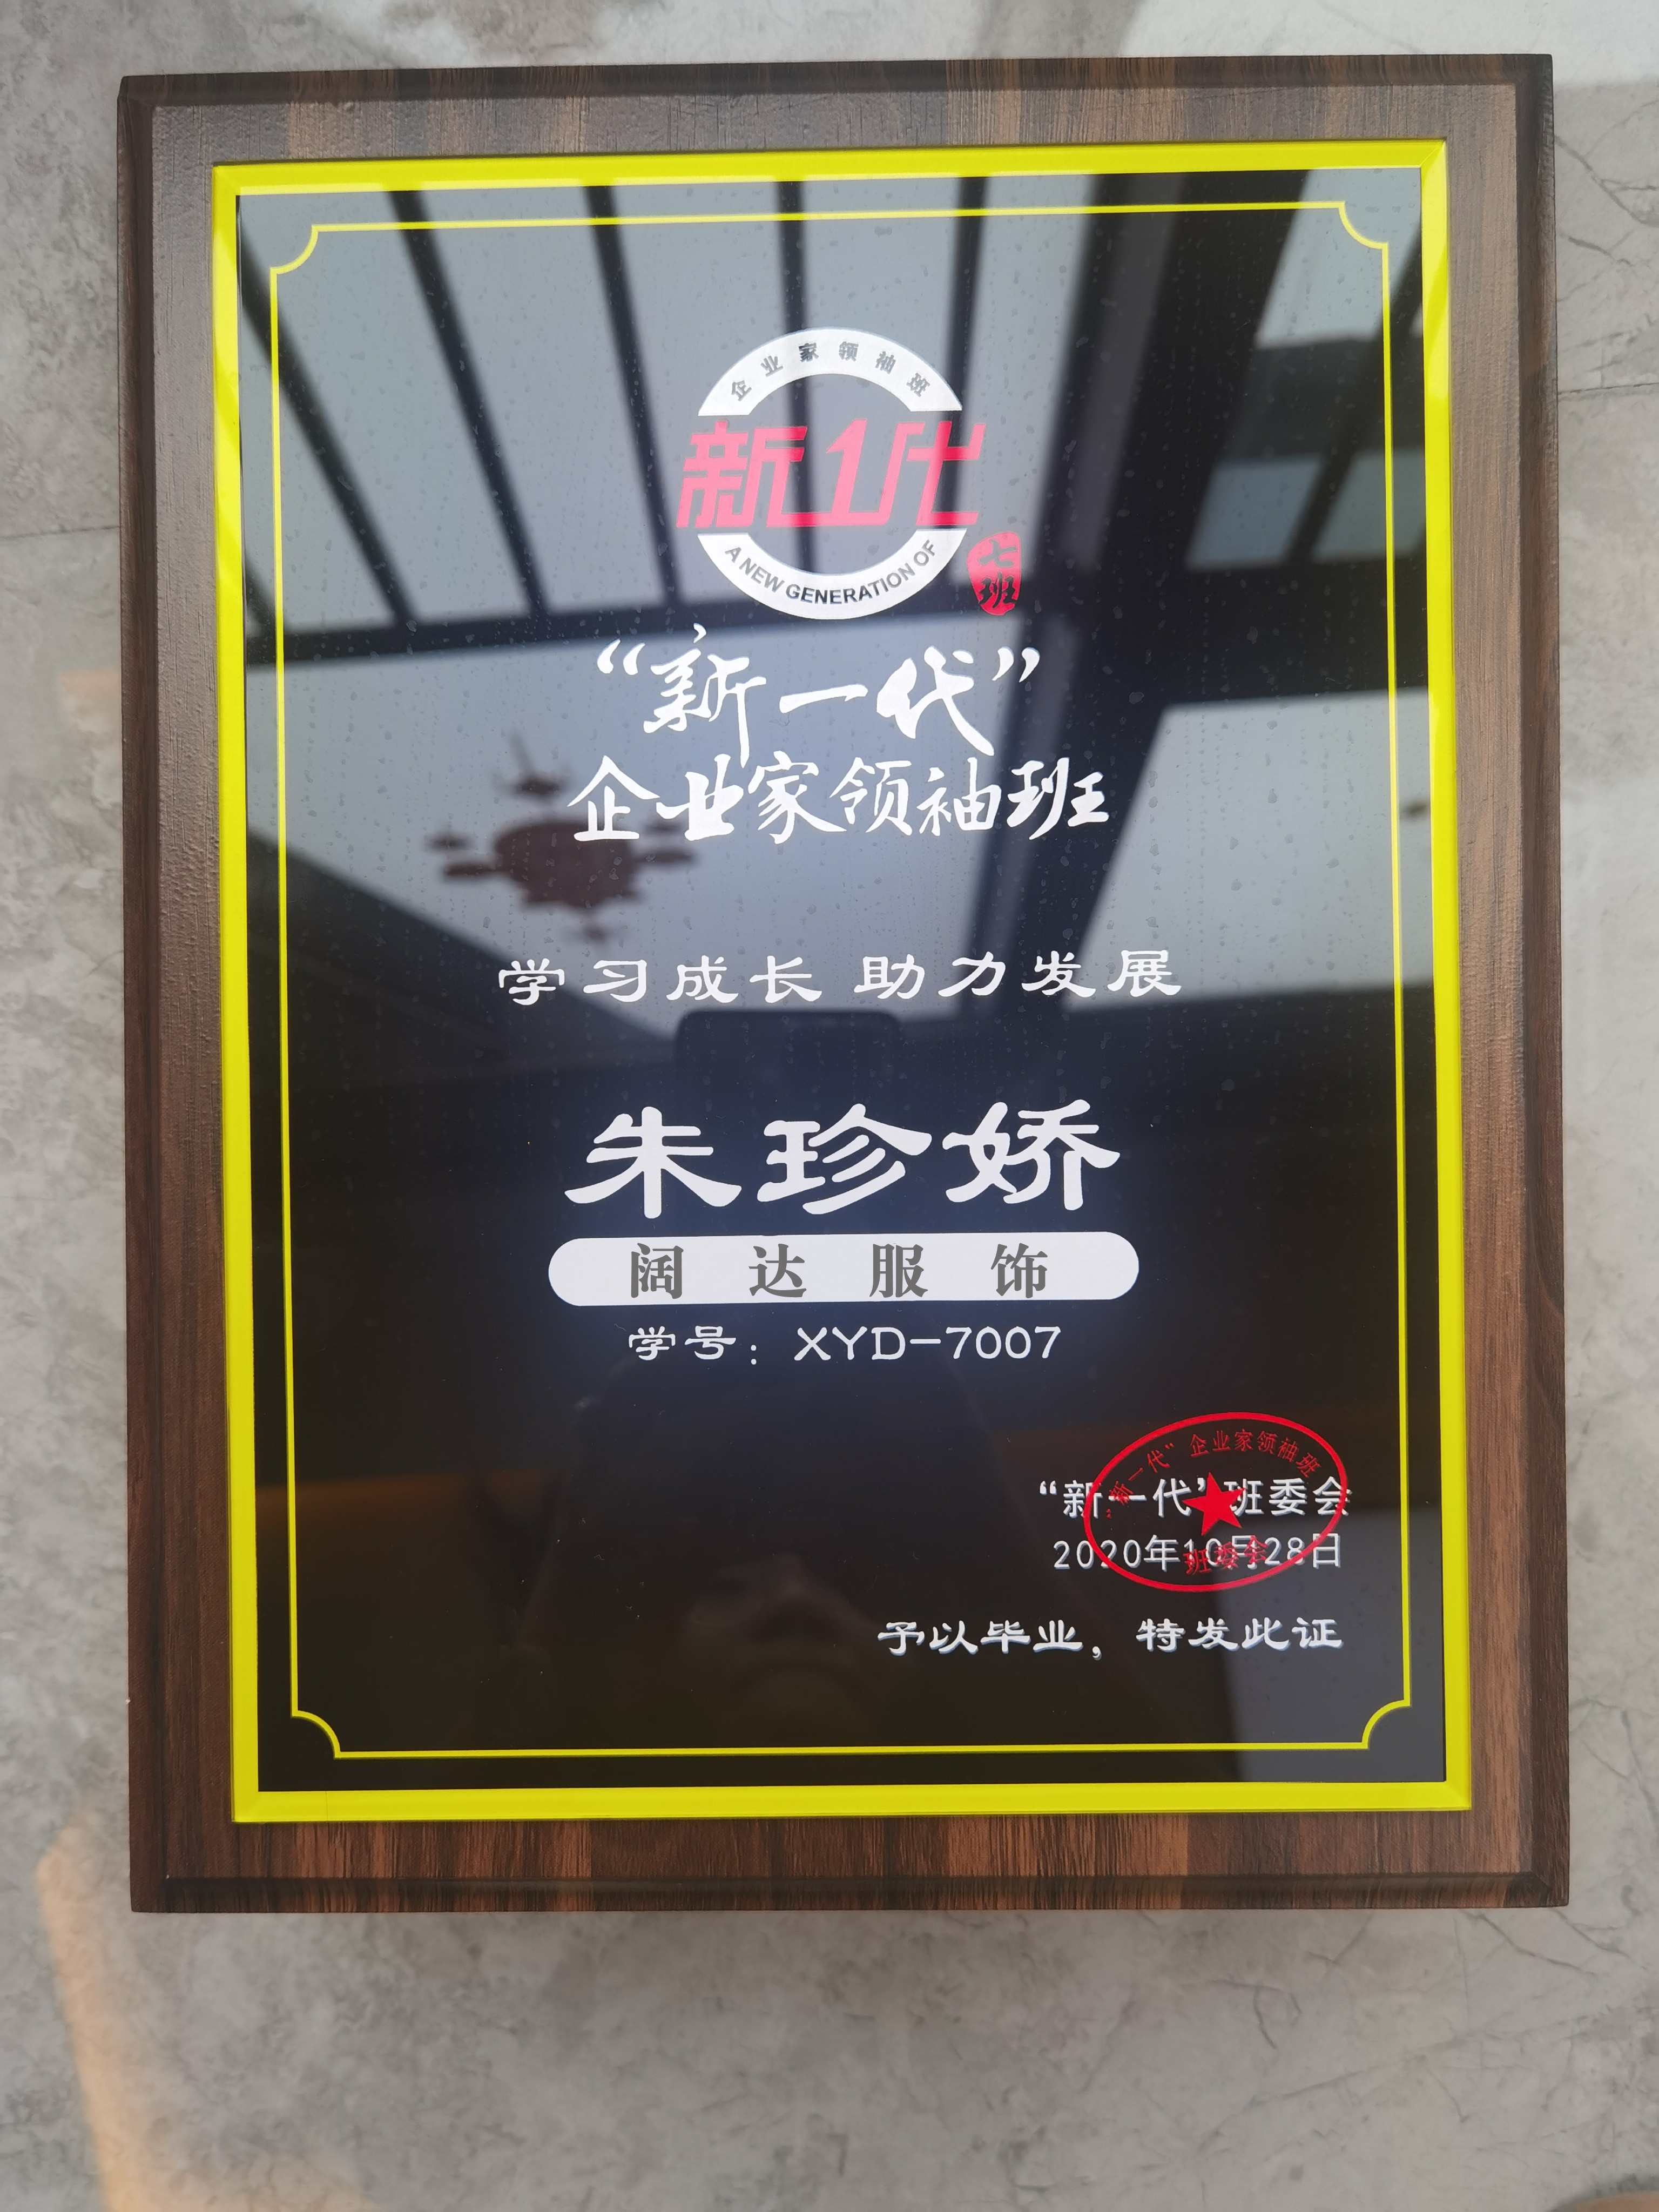 企业家领袖班
新1代
A NEW GENERATION OF
七班
“新一代”
企业家领袖班
学习成长 助力发展
朱珍娇
阔达服饰
学号：XYD-7007
“新一代”企业家领袖班
“新一代”班委会
2020年10月28日
班委会
予以毕业，特发此证